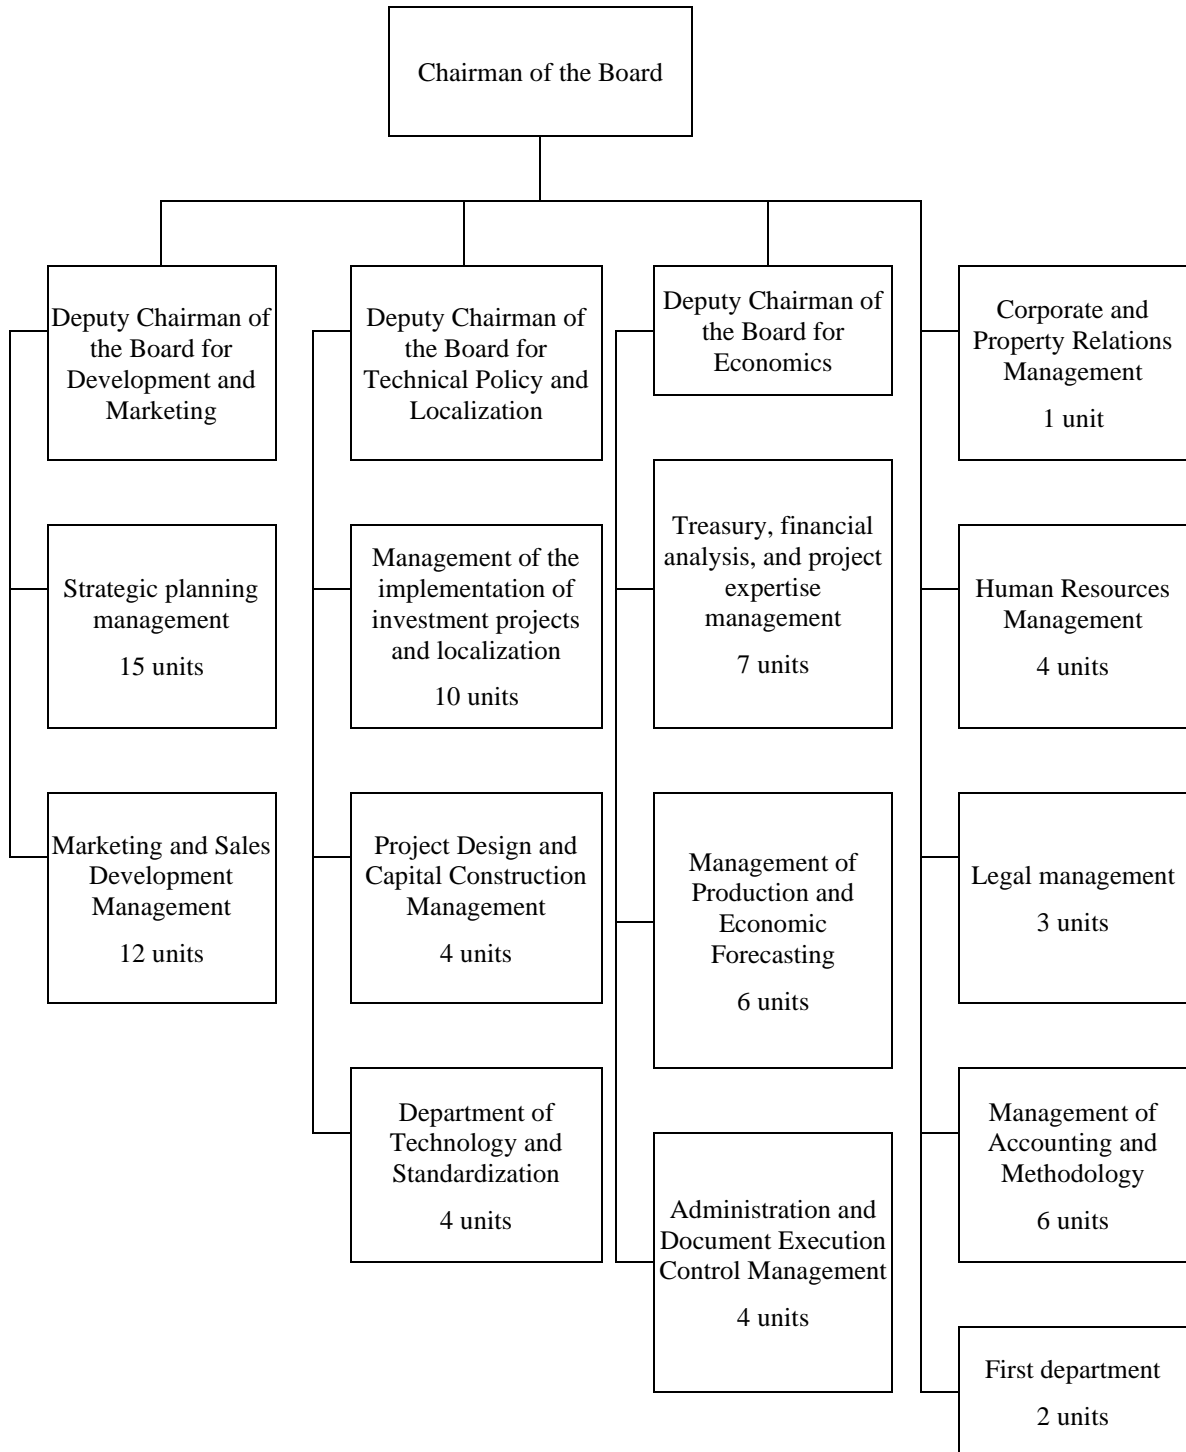 Chairman of the Board
Deputy Chairman of
the Board for
Development and
Marketing
Strategic planning
management
15 units
Marketing and Sales
Development
Management
12 units
Deputy Chairman of
the Board for
Technical Policy and
Localization
Management of the
implementation of
investment projects
and localization
10 units
Project Design and
Capital Construction
Management
4 units
Department of
Technology and
Standardization
4 units
Deputy Chairman of
the Board for
Economics
Treasury, financial
analysis, and project
expertise
management
7 units
Management of
Production and
Economic
Forecasting
6 units
Administration and
Document Execution
Control Management
4 units
Corporate and
Property Relations
Management
1 unit
Human Resources
Management
4 units
Legal management
3 units
Management of
Accounting and
Methodology
6 units
First department
2 units